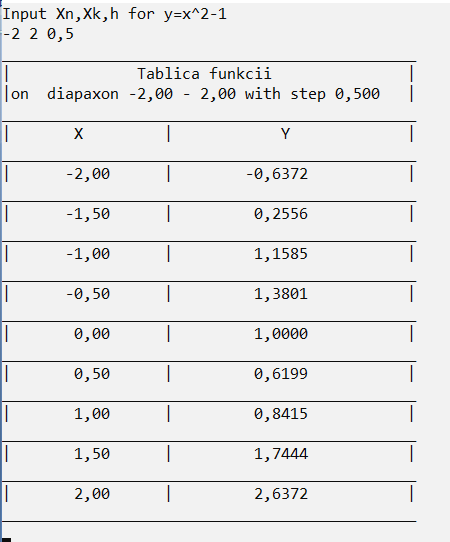 Input Xn,Xk,h for y=x^2-1
-2 2 0,5
Tablica funkcii
on diapaxon -2,00 - 2,00 with step 0,500
X Y
-2,00 -0,6372
-1,50 0,2556
-1,00 1,1585
-0,50 1,3801
0,00 1,0000
0,50 0,6199
1,00 0,8415
1,50 1,7444
2,00 2,6372